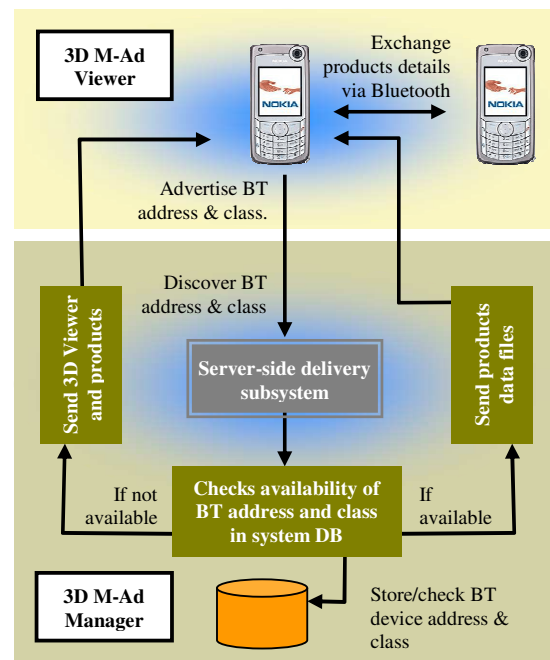 3D M-Ad
Viewer
Exchange
products details
via Bluetooth
NOKIA
NOKIA
Advertise BT
address & class.
Discover BT
address & class
Send 3D Viewer
and products
Server-side delivery
subsystem
Send products
data files
If not
available
Checks availability of
BT address and class
in system DB
If
available
3D M-Ad
Manager
Store/check BT
device address &
class